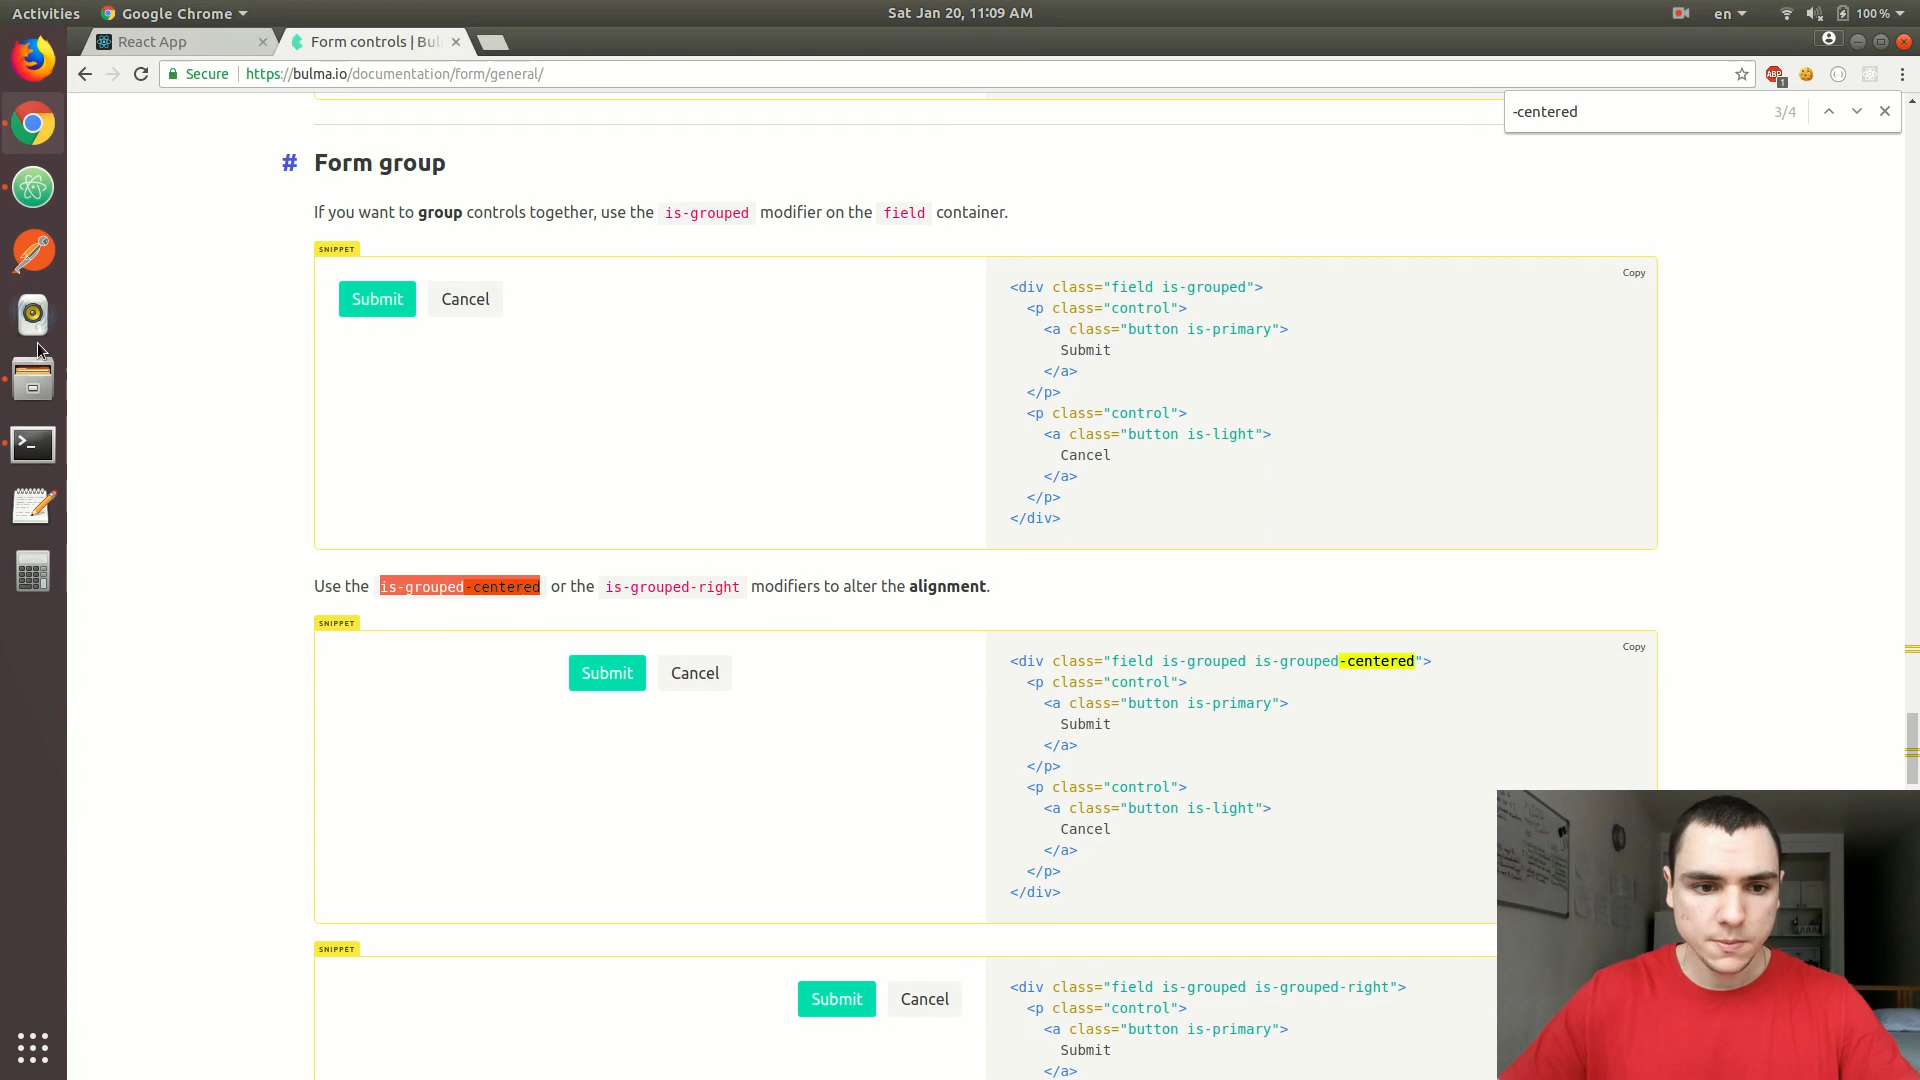 Activities
Google Chrome
Sat Jan 20, 11:09 AM
en
100 %
React App
Form controls | Bul
Secure
https://bulma.io/documentation/form/general/
ABP
1
-centered
3/4
# Form group
If you want to group controls together, use the is-grouped modifier on the field container.
SNIPPET
Submit
Cancel
Copy
<div class="field is-grouped">
<p class="control">
<a class="button is-primary">
Submit
</a>
</p>
<p class="control">
<a class="button is-light">
Cancel
</a>
</p>
</div>
Use the is-grouped-centered or the is-grouped-right modifiers to alter the alignment.
SNIPPET
Submit
Cancel
Copy
<div class="field is-grouped is-grouped-centered">
<p class="control">
<a class="button is-primary">
Submit
</a>
</p>
<p class="control">
<a class="button is-light">
Cancel
</a>
</p>
</div>
SNIPPET
Submit
Cancel
<div class="field is-grouped is-grouped-right">
<p class="control">
<a class="button is-primary">
Submit
</a>